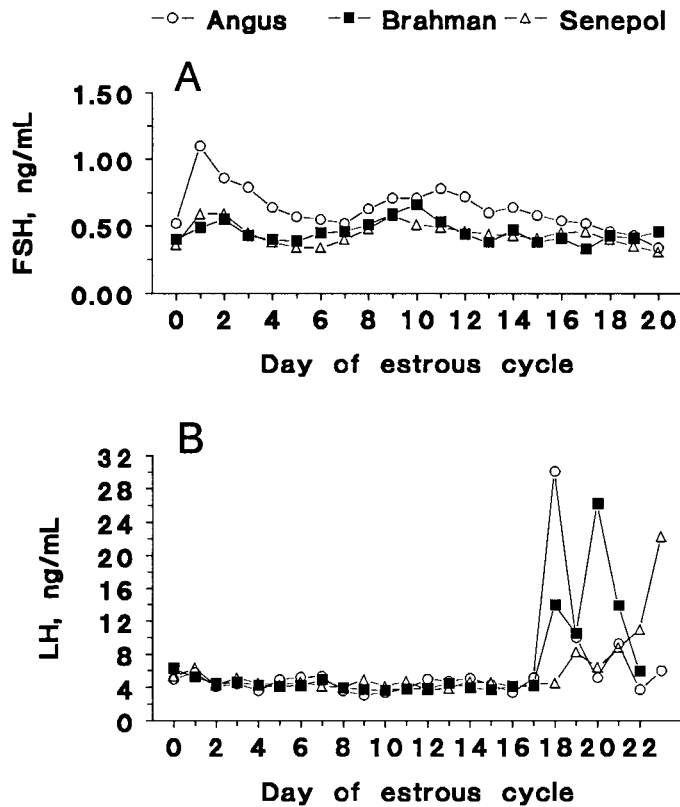 Angus Brahman Senepol
A
1.50
1.00
0.50
0.00
FSH, ng/mL
0 2 4 6 8 10 12 14 16 18 20
Day of estrous cycle
B
32
28
24
20
16
12
8
4
0
LH, ng/mL
0 2 4 6 8 10 12 14 16 18 20 22
Day of estrous cycle